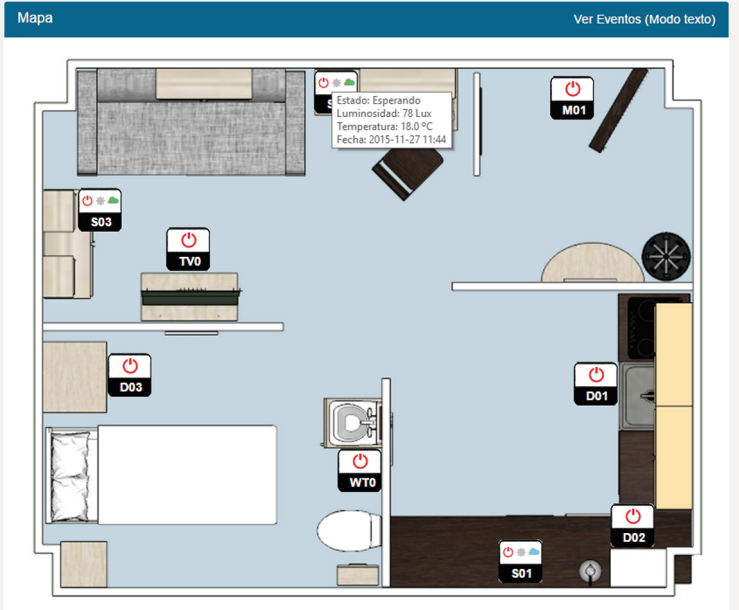 Mapa
Ver Eventos (Modo texto)
M01
Estado: Esperando
Luminosidad: 78 Lux
Temperatura: 18.0 ºC
Fecha: 2015-11-27 11:44
S03
TV0
D03
D01
WT0
D02
S01